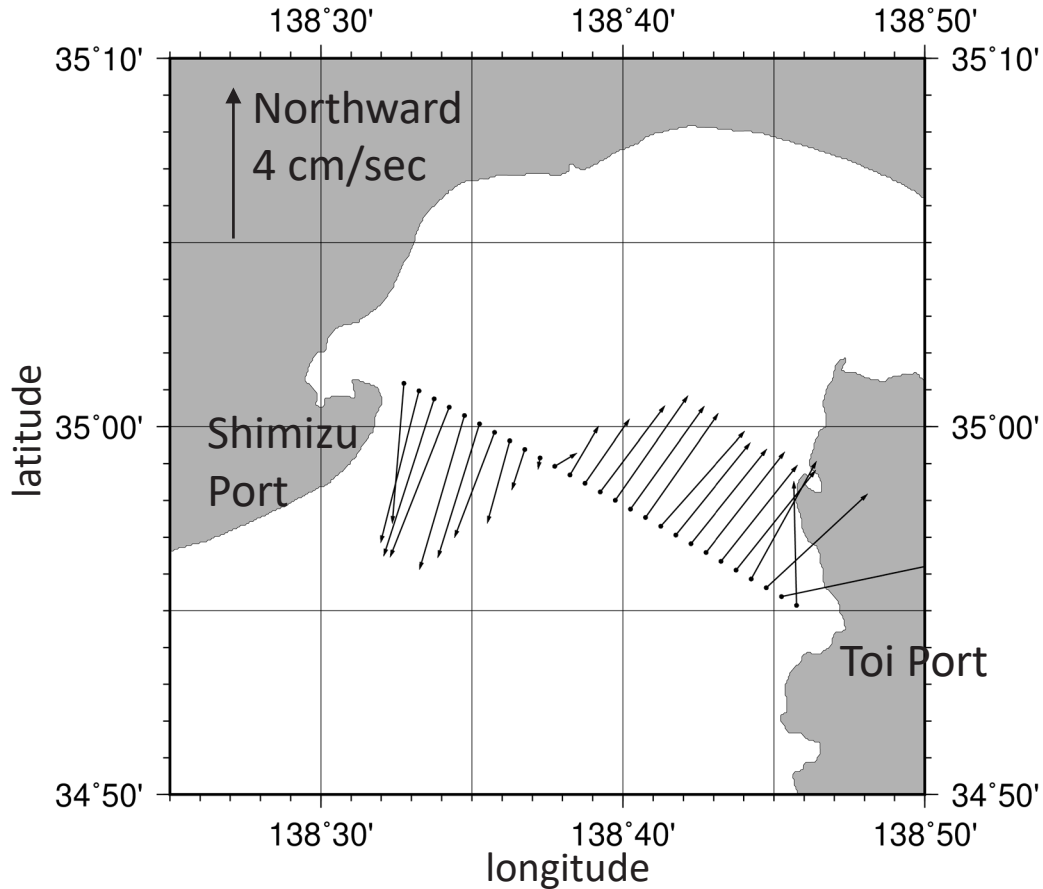 138˚30' 138˚40' 138˚50'
35˚10' 35˚10'
Northward
4 cm/sec
latitude
35˚00' 35˚00'
Shimizu
Port
Toi Port
34˚50' 34˚50'
138˚30' 138˚40' 138˚50'
longitude